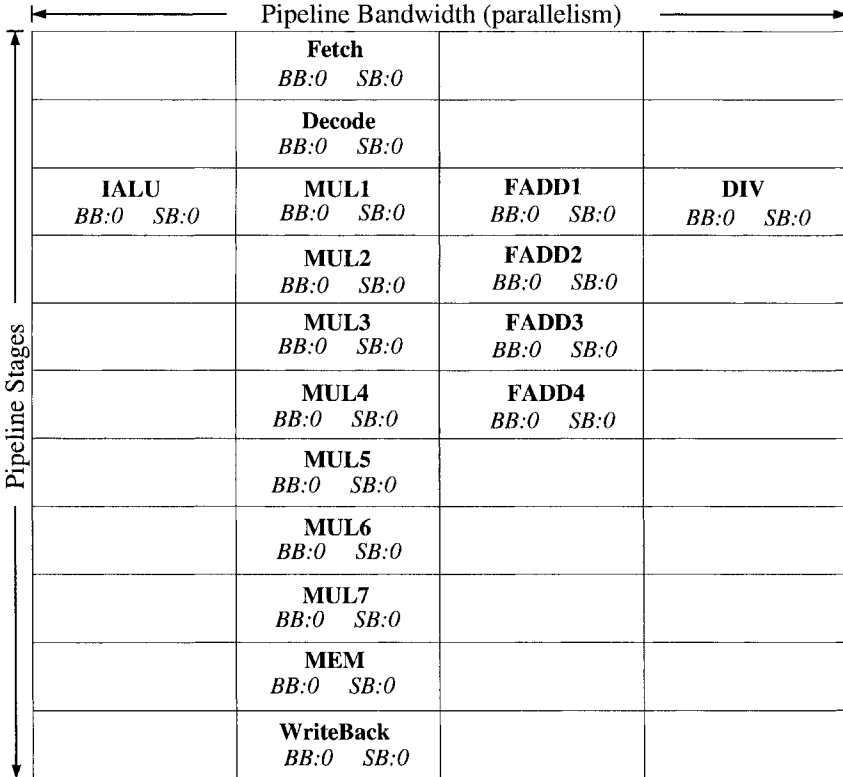 Pipeline Bandwidth (parallelism)
Pipeline Stages
Fetch
BB:0 SB:0
Decode
BB:0 SB:0
IALU MUL1 FADD1 DIV
BB:0 SB:0 BB:0 SB:0 BB:0 SB:0 BB:0 SB:0
MUL2 FADD2
BB:0 SB:0 BB:0 SB:0
MUL3 FADD3
BB:0 SB:0 BB:0 SB:0
MUL4 FADD4
BB:0 SB:0 BB:0 SB:0
MUL5
BB:0 SB:0
MUL6
BB:0 SB:0
MUL7
BB:0 SB:0
MEM
BB:0 SB:0
WriteBack
BB:0 SB:0